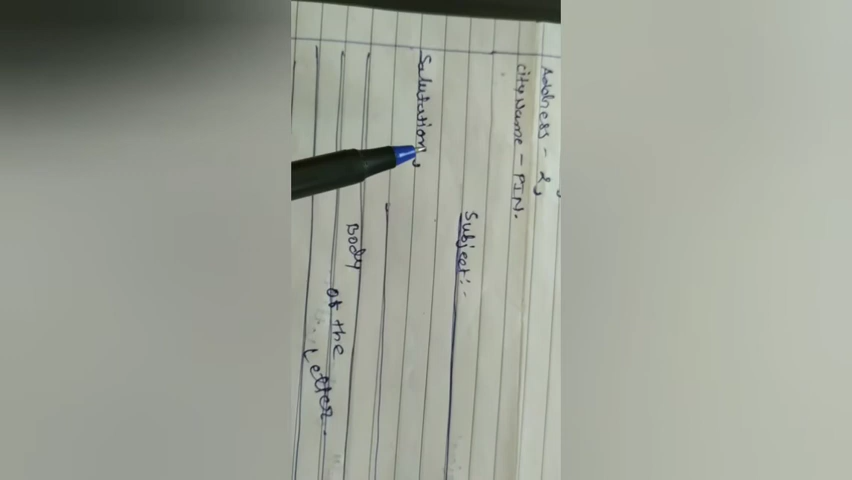 Address - 2,
City Name - PIN.
Subject:-
Salutation,
Body
of the
Letter.